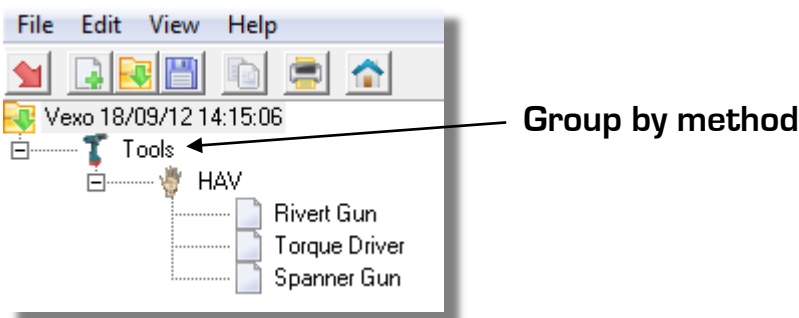 File Edit View Help
Vexo 18/09/12 14:15:06
Tools
Group by method
HAV
Rivert Gun
Torque Driver
Spanner Gun